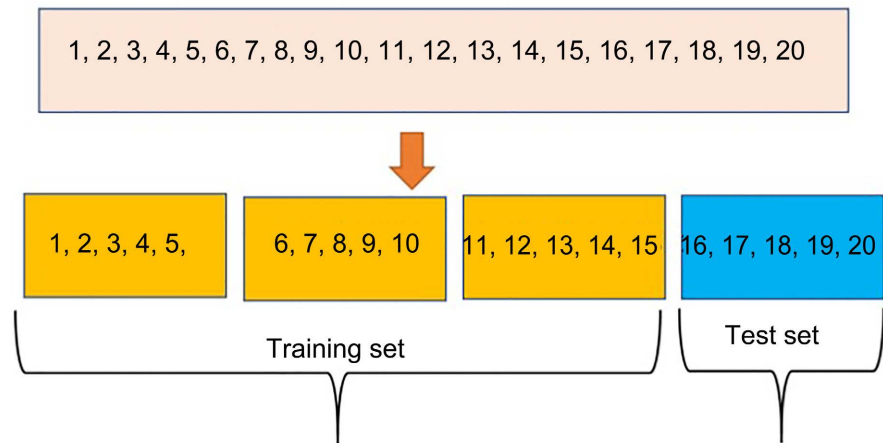 1, 2, 3, 4, 5, 6, 7, 8, 9, 10, 11, 12, 13, 14, 15, 16, 17, 18, 19, 20
1, 2, 3, 4, 5,
6, 7, 8, 9, 10
11, 12, 13, 14, 15
16, 17, 18, 19, 20
Training set
Test set